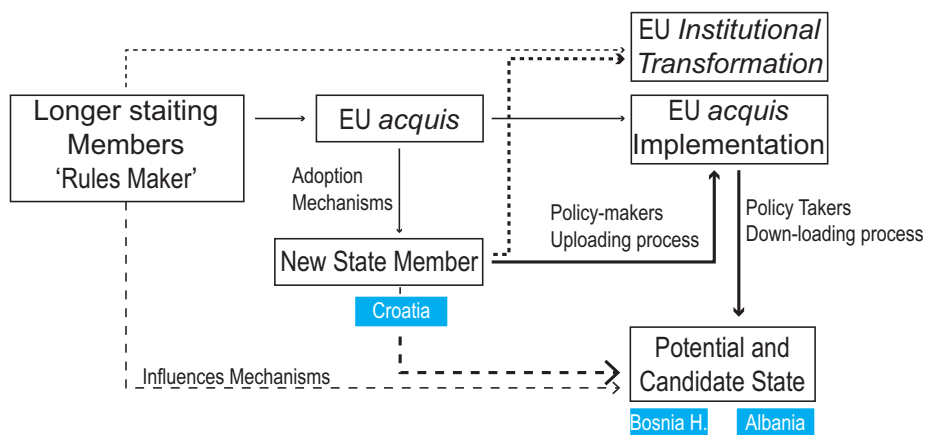 EU Institutional
Transformation
Longer staiting
Members
‘Rules Maker’
EU acquis
EU acquis
Implementation
Adoption
Mechanisms
Policy-makers
Uploading process
Policy Takers
Down-loading process
New State Member
Croatia
Influences Mechanisms
Potential and
Candidate State
Bosnia H.
Albania